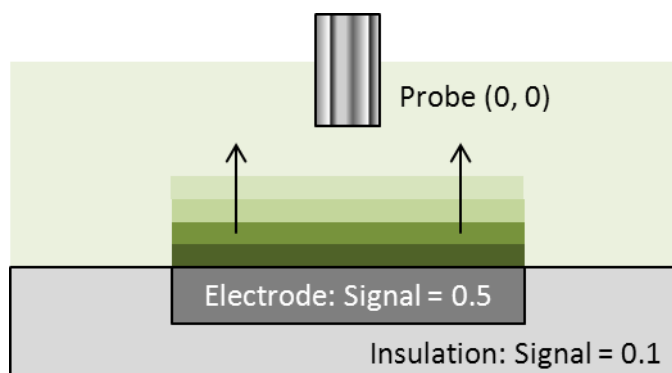 Probe (0, 0)
Electrode: Signal = 0.5
Insulation: Signal = 0.1